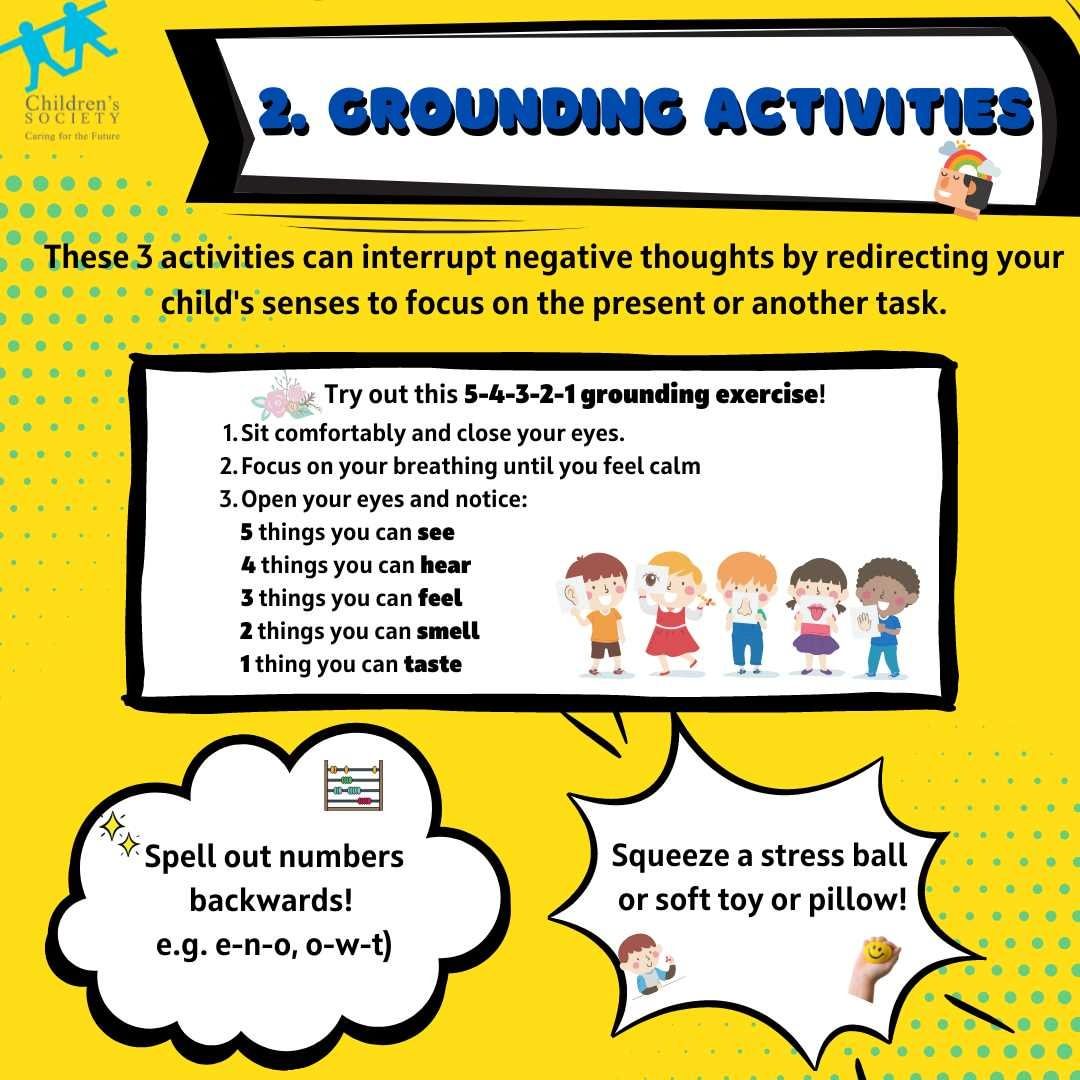 Children's
SOCIETY
Caring for the Future
2. GROUNDING ACTIVITIES
These 3 activities can interrupt negative thoughts by redirecting your
child's senses to focus on the present or another task.
Try out this 5-4-3-2-1 grounding exercise!
1. Sit comfortably and close your eyes.
2. Focus on your breathing until you feel calm
3. Open your eyes and notice:
5 things you can see
4 things you can hear
3 things you can feel
2 things you can smell
1 thing you can taste
Spell out numbers
backwards!
e.g. e-n-o, o-w-t)
Squeeze a stress ball
or soft toy or pillow!